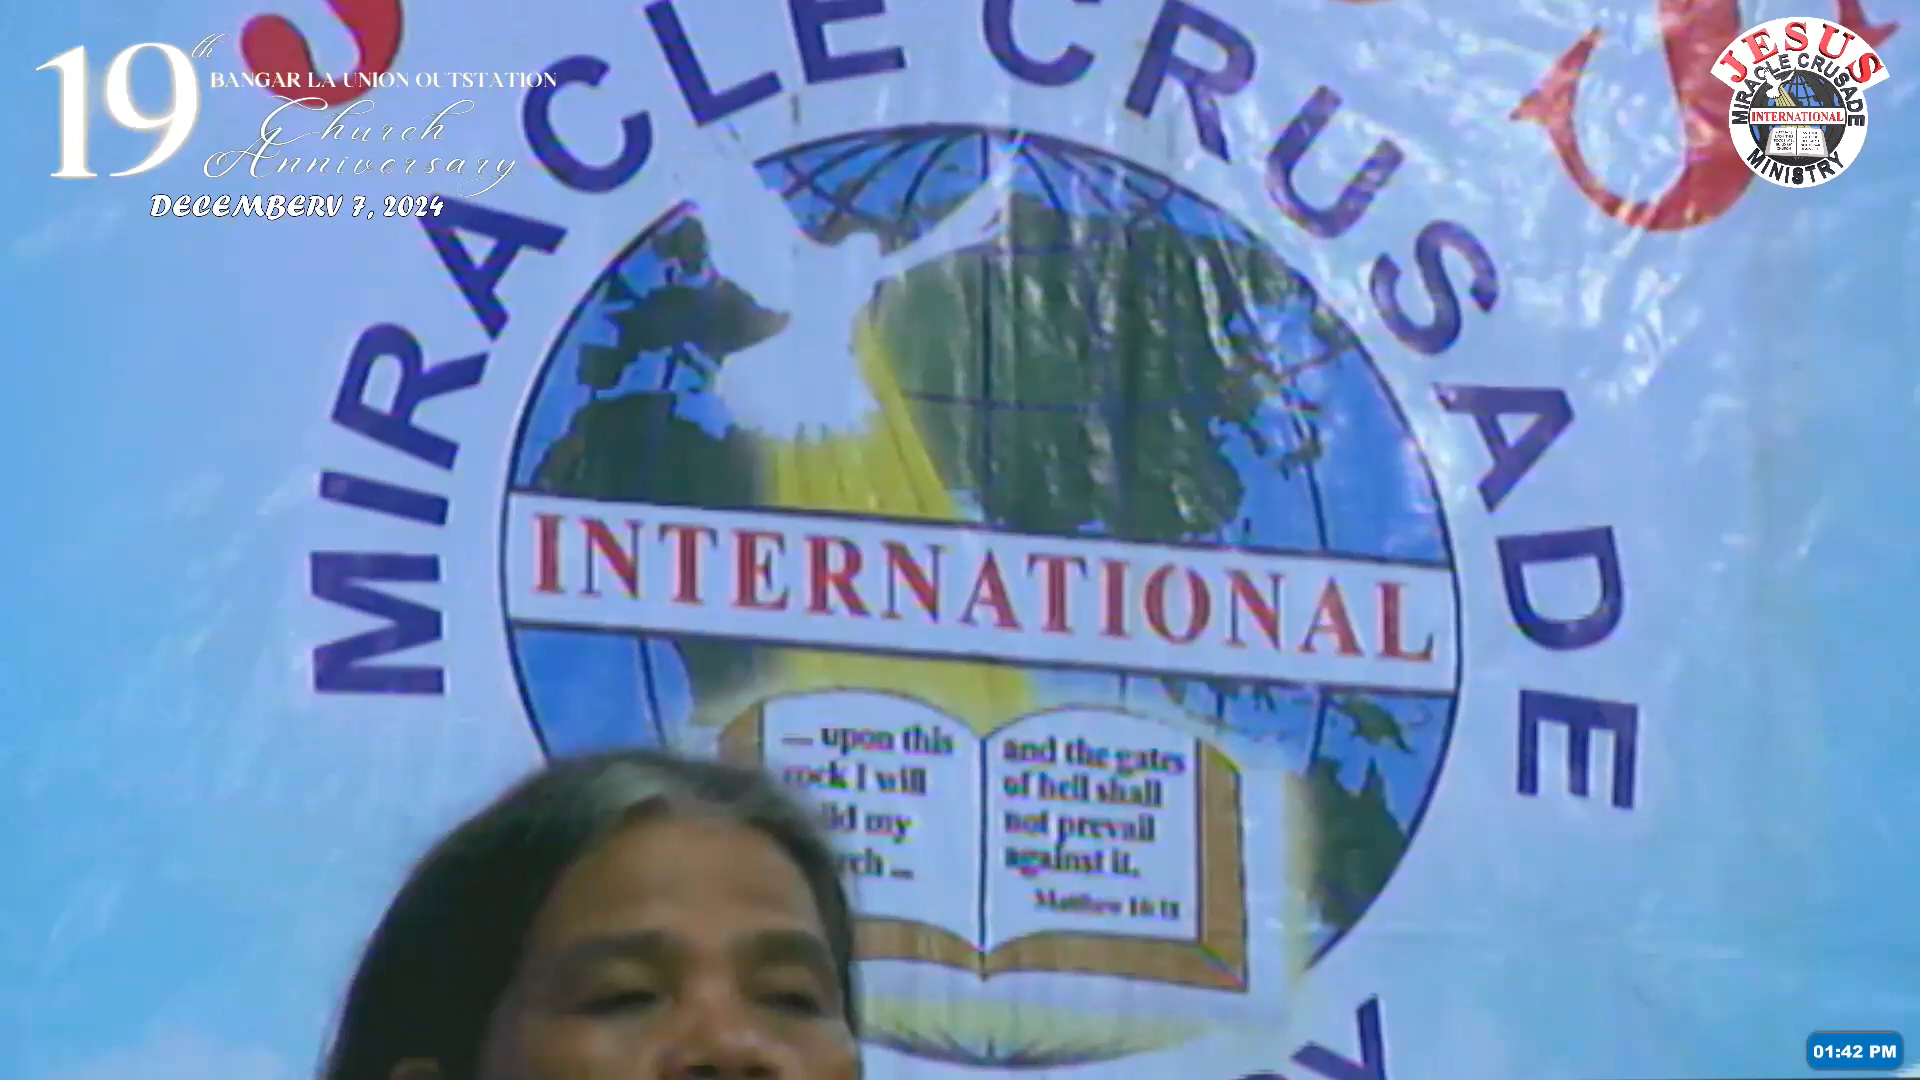 19th
BANGAR LA UNION OUTSTATION
Church
Anniversary
DECEMBERV 7, 2024
JESUS
MIRACLE CRUSADE
INTERNATIONAL
MINISTRY
MIRACLE CRUSADE
INTERNATIONAL
... upon this
rock I will
my
...
and the gates
of hell shall
not prevail
against it.
Matthew 16:18
01:42 PM